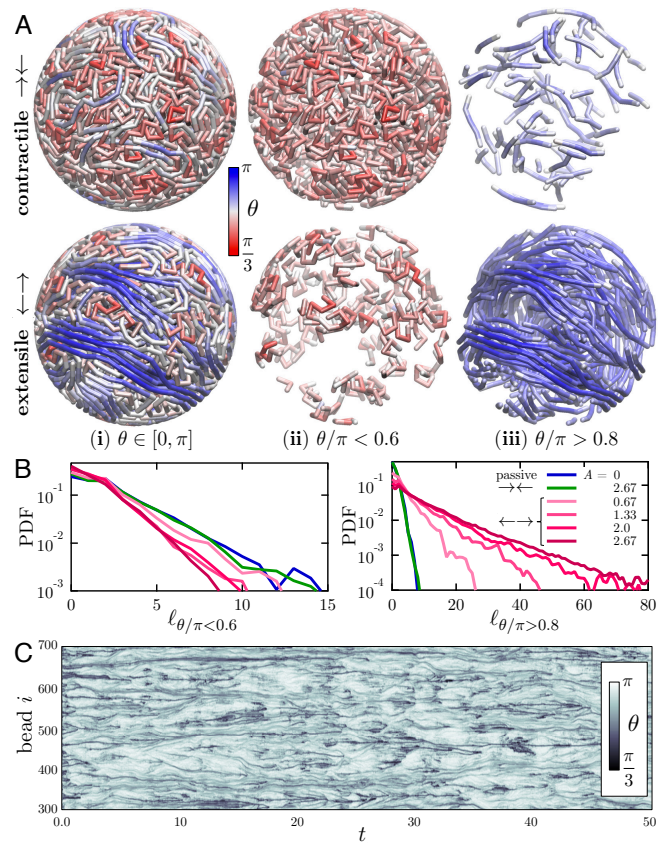 A
contractile →←
extensile ←→
π
θ
π/3
(i) θ ∈ [0, π]
(ii) θ/π < 0.6
(iii) θ/π > 0.8
B
PDF
10⁻¹
10⁻²
10⁻³
0 5 10 15
ℓθ/π<0.6
PDF
10⁻¹
10⁻²
10⁻³
10⁻⁴
0 20 40 60 80
ℓθ/π>0.8
passive A = 0
→← 2.67
0.67
←→ 1.33
2.0
2.67
C
bead i
700
600
500
400
300
0.0 10 20 30 40 50
t
π
θ
π/3